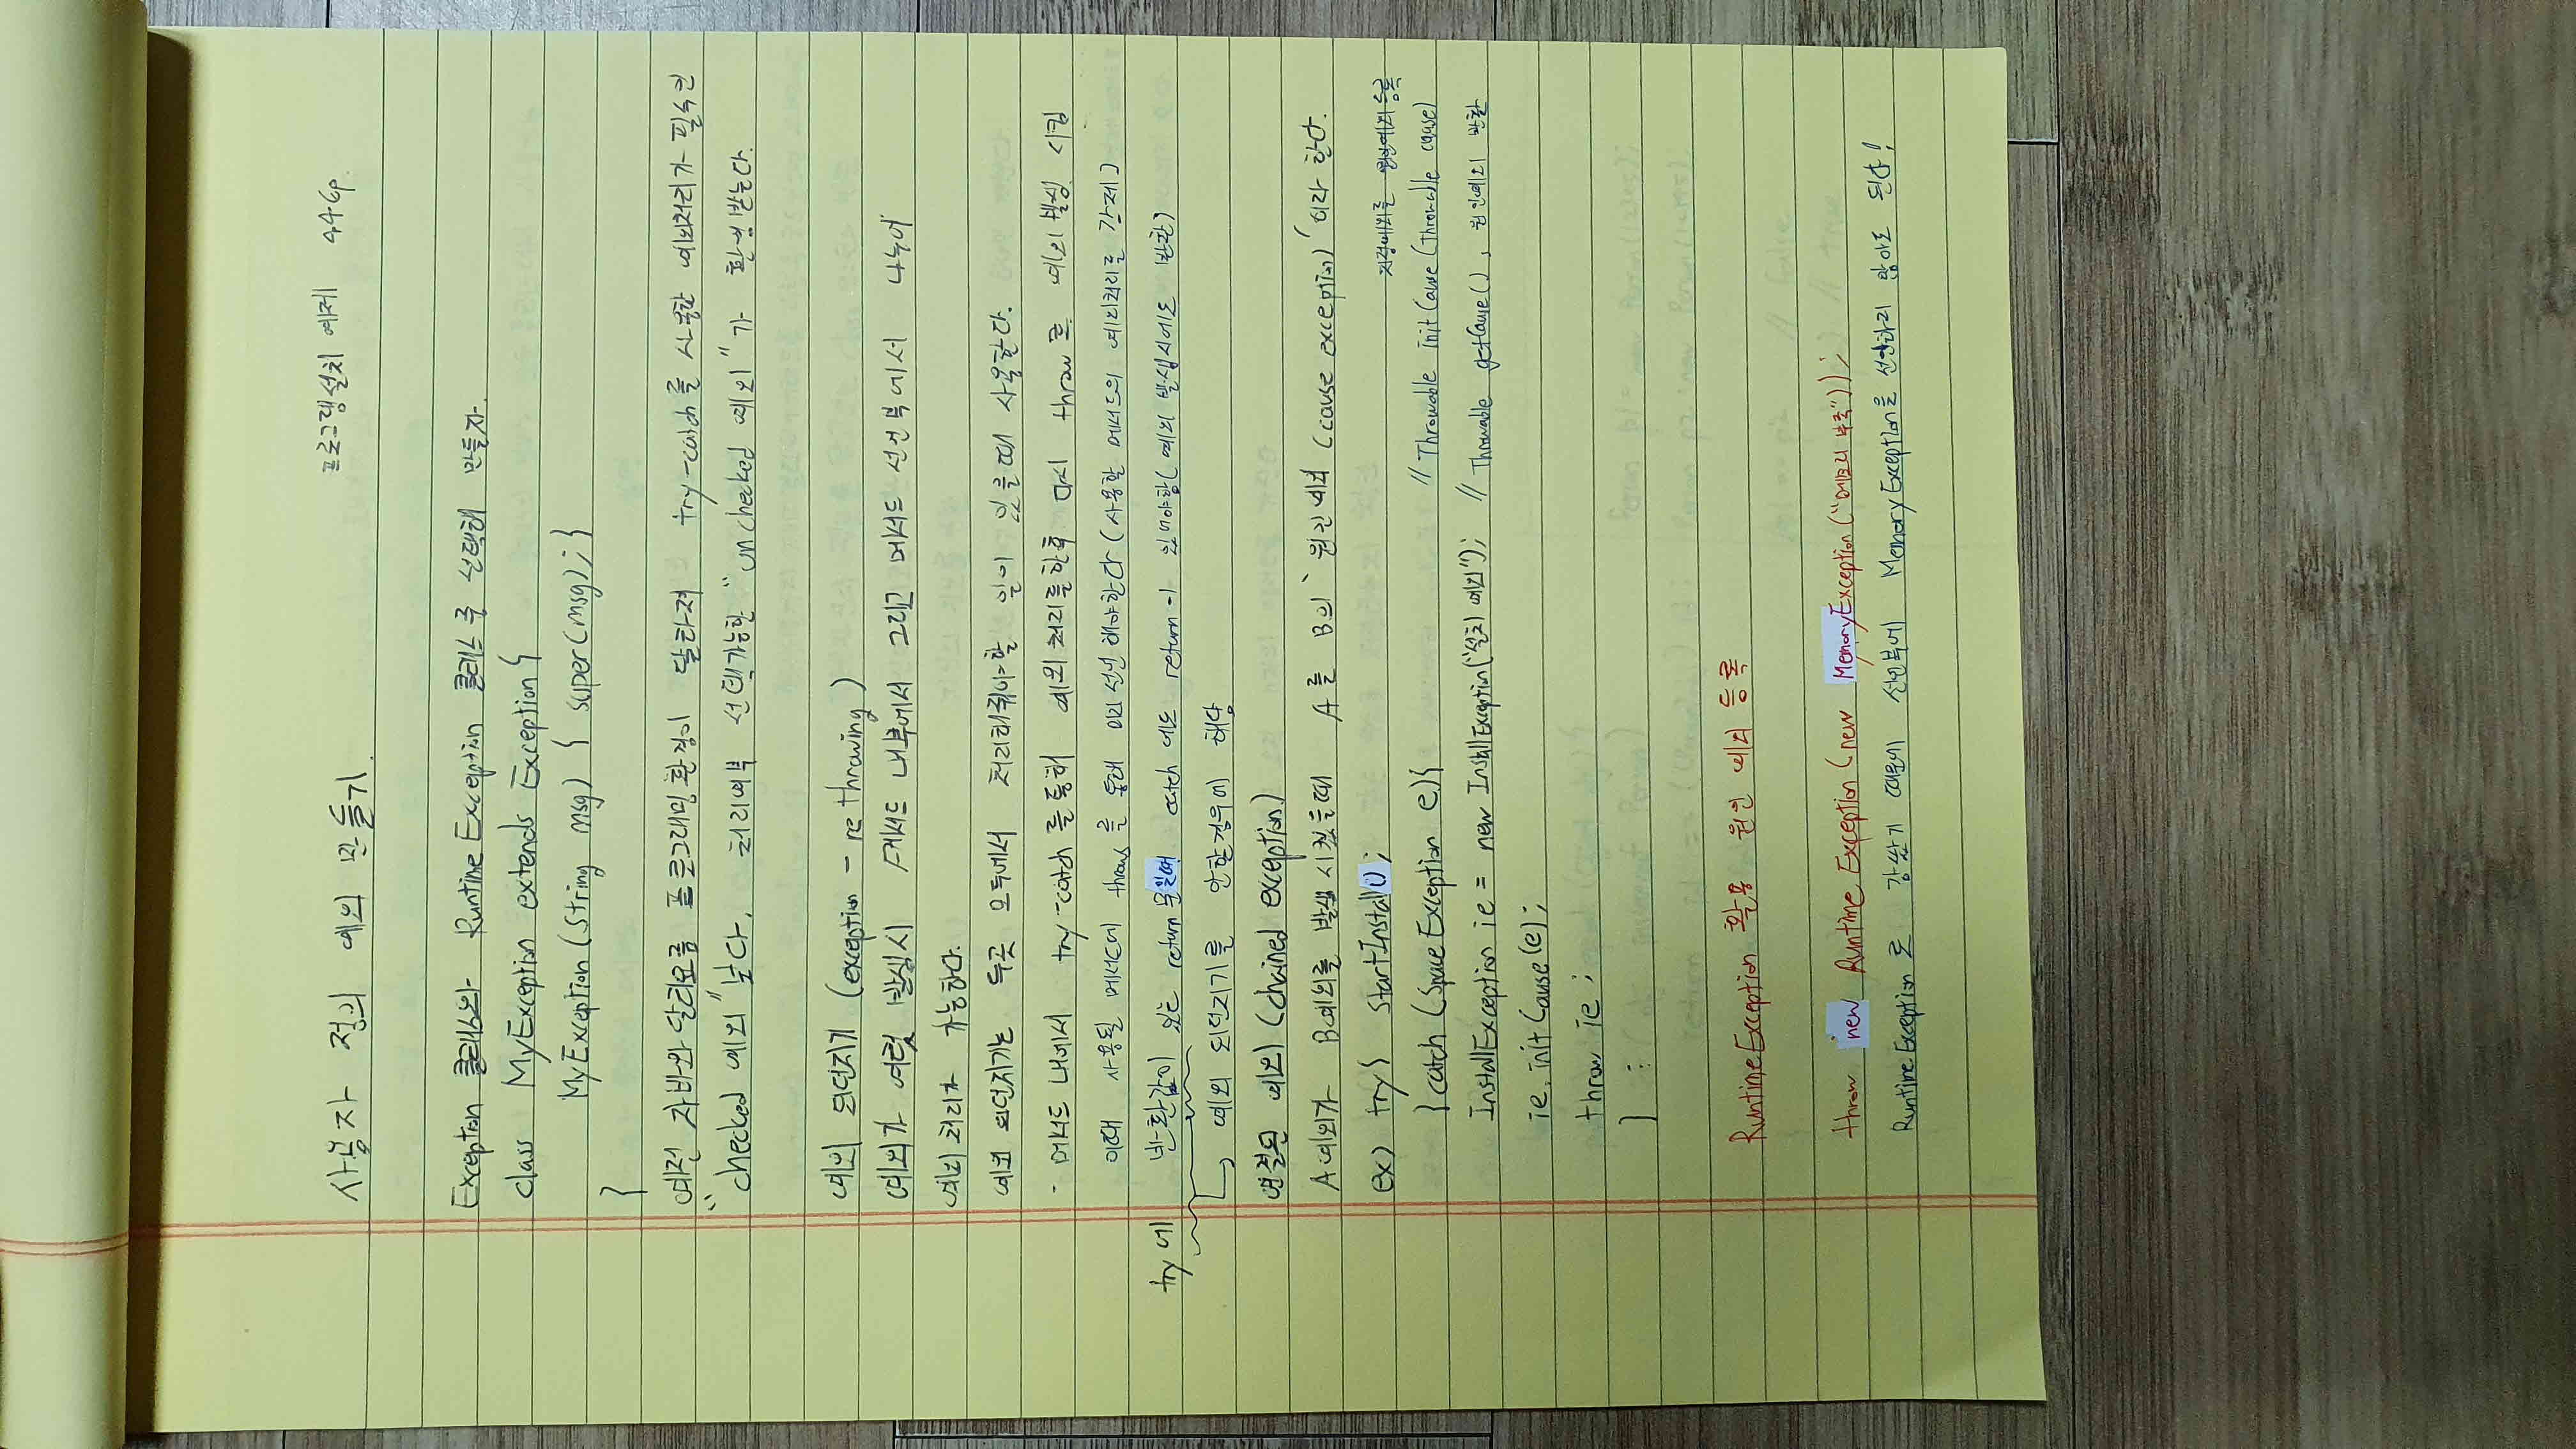 사용자 정의 예외 만들기.
프로그램설치 예제 446p.
Exception 클래스와 RuntimeException 클래스 중 선택해 만들자.
class MyException extends Exception {
MyException (String msg) { super(msg); }
}
예전 자바와 달리요즘 프로그래밍환경이 달라져 try-catch를 사용한 예외처리가 필수인
"checked 예외"보다. 처리여부 선택가능한 "unchecked 예외"가 환영받는다.
예외 되던지기 (exception - re throwing)
예외가 여럿 발생시 메서드 내부에서 그리고 메서드 선언부에서 나누어
예외처리가 가능하다.
예외 되던지기는 두곳 모두에서 처리해줘야할 일이 있을때 사용한다.
- 메서드 내에서 try-catch를 통해 예외처리를한후 다시 throw로 예외발생 시킴
이때 사용될 메서드에 throws를 통해 미리 선언해야한다 (사용할 메서드의 예외처리를 강제)
try 에 반환값이 있는 return 문일때 catch 에도 return이 있어야함 (예외 발생시에도 반환)
→ 예외 되던지기를 안할경우에 해당
연결된 예외 (chained exception)
A예외가 B예외를 발생시켰을때 A를 B의 '원인예외 (cause exception)'이라 한다.
ex) try{ startInstall();
지정예외를 원인예외등록
} catch (SpaceException e){ // Throwable initCause (Throwable cause)
InstallException ie = new InstallException("설치 예외"); // Throwable getCause(), 원인예외 반환
ie.initCause(e);
throw ie ;
} :
RuntimeException 활용 원인 예외 등록
throw new Runtime Exception (new MemoryException ("메모리 부족"));
RuntimeException 로 감쌌기 때문에 선언부에 MemoryException을 선언하지 않아도 된다!